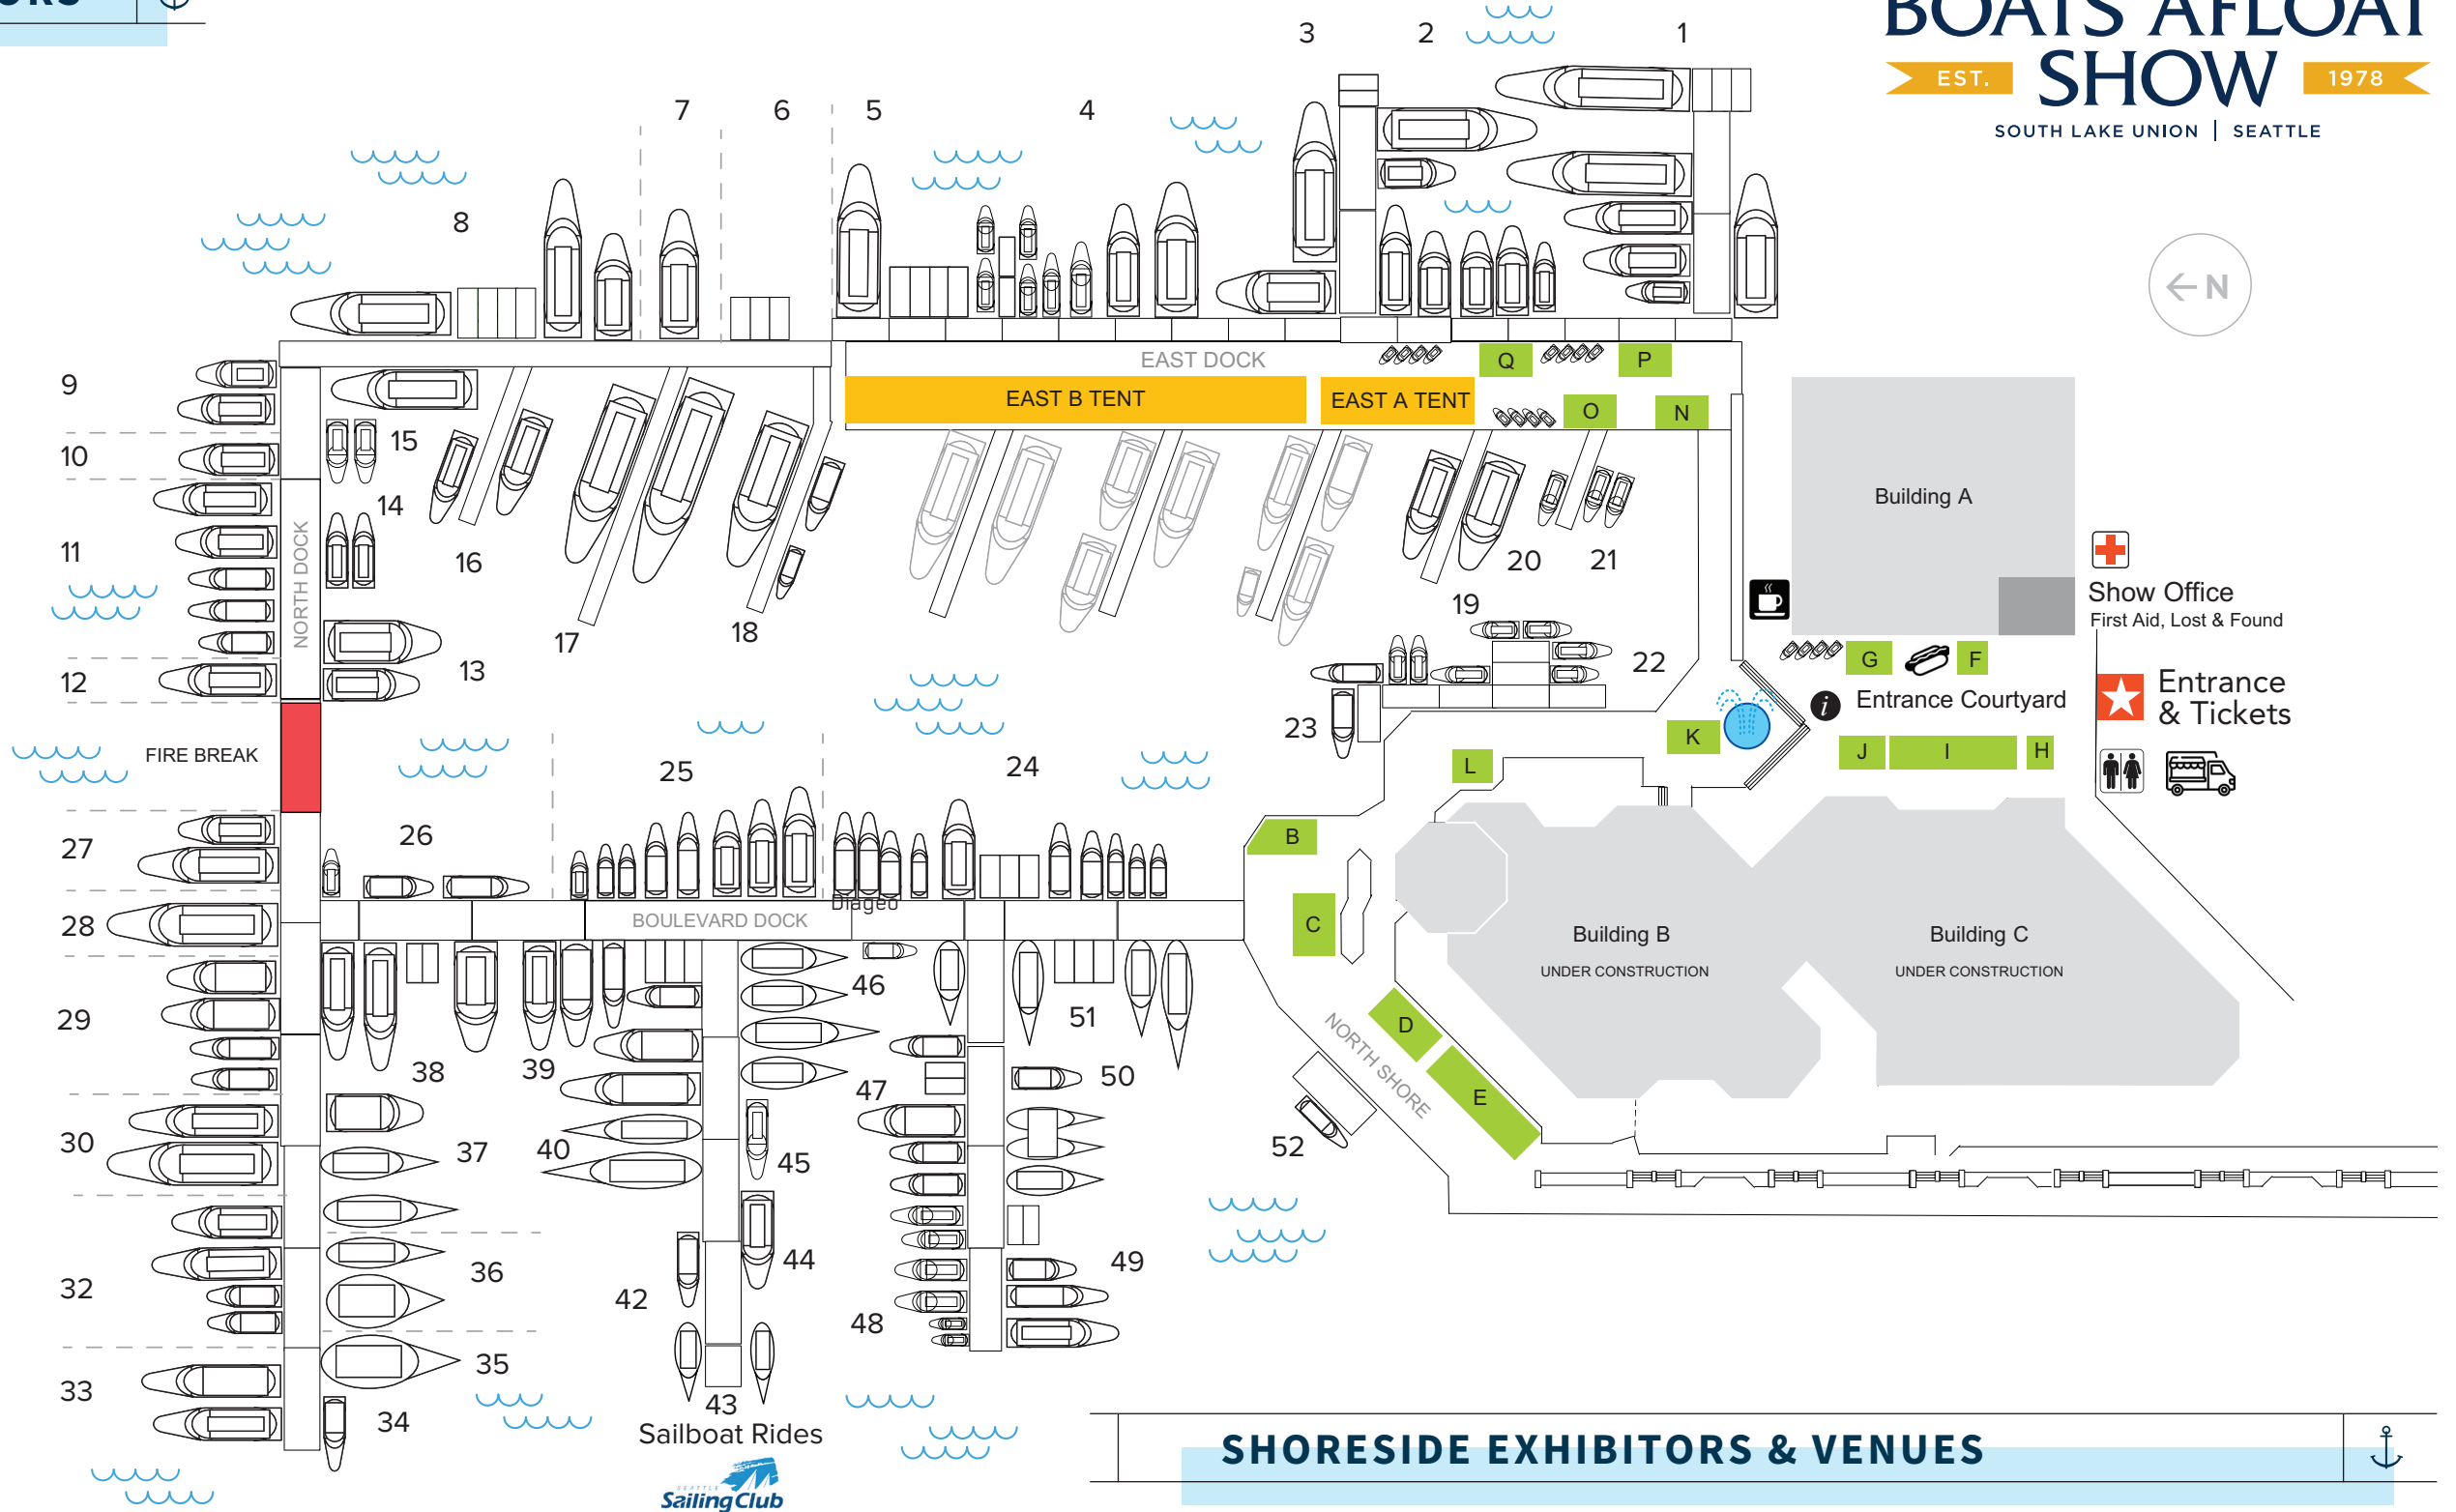 BOATS AFLOAT
SHOW
EST.
1978
SOUTH LAKE UNION | SEATTLE
3
2
1
7
6
5
4
8
N
EAST DOCK
Q
P
EAST B TENT
EAST A TENT
O
N
9
10
15
14
11
16
NORTH DOCK
17
18
20
21
19
12
13
22
23
Building A
Show Office
First Aid, Lost & Found
G
F
i
Entrance Courtyard
Entrance
& Tickets
K
J
I
H
L
FIRE BREAK
25
24
26
27
B
28
BOULEVARD DOCK
Diageo
C
Building B
UNDER CONSTRUCTION
Building C
UNDER CONSTRUCTION
46
29
51
D
NORTH SHORE
E
38
39
47
50
30
37
40
45
52
36
44
49
32
42
48
35
33
34
43
Sailboat Rides
SEATTLE
Sailing Club
SHORESIDE EXHIBITORS & VENUES